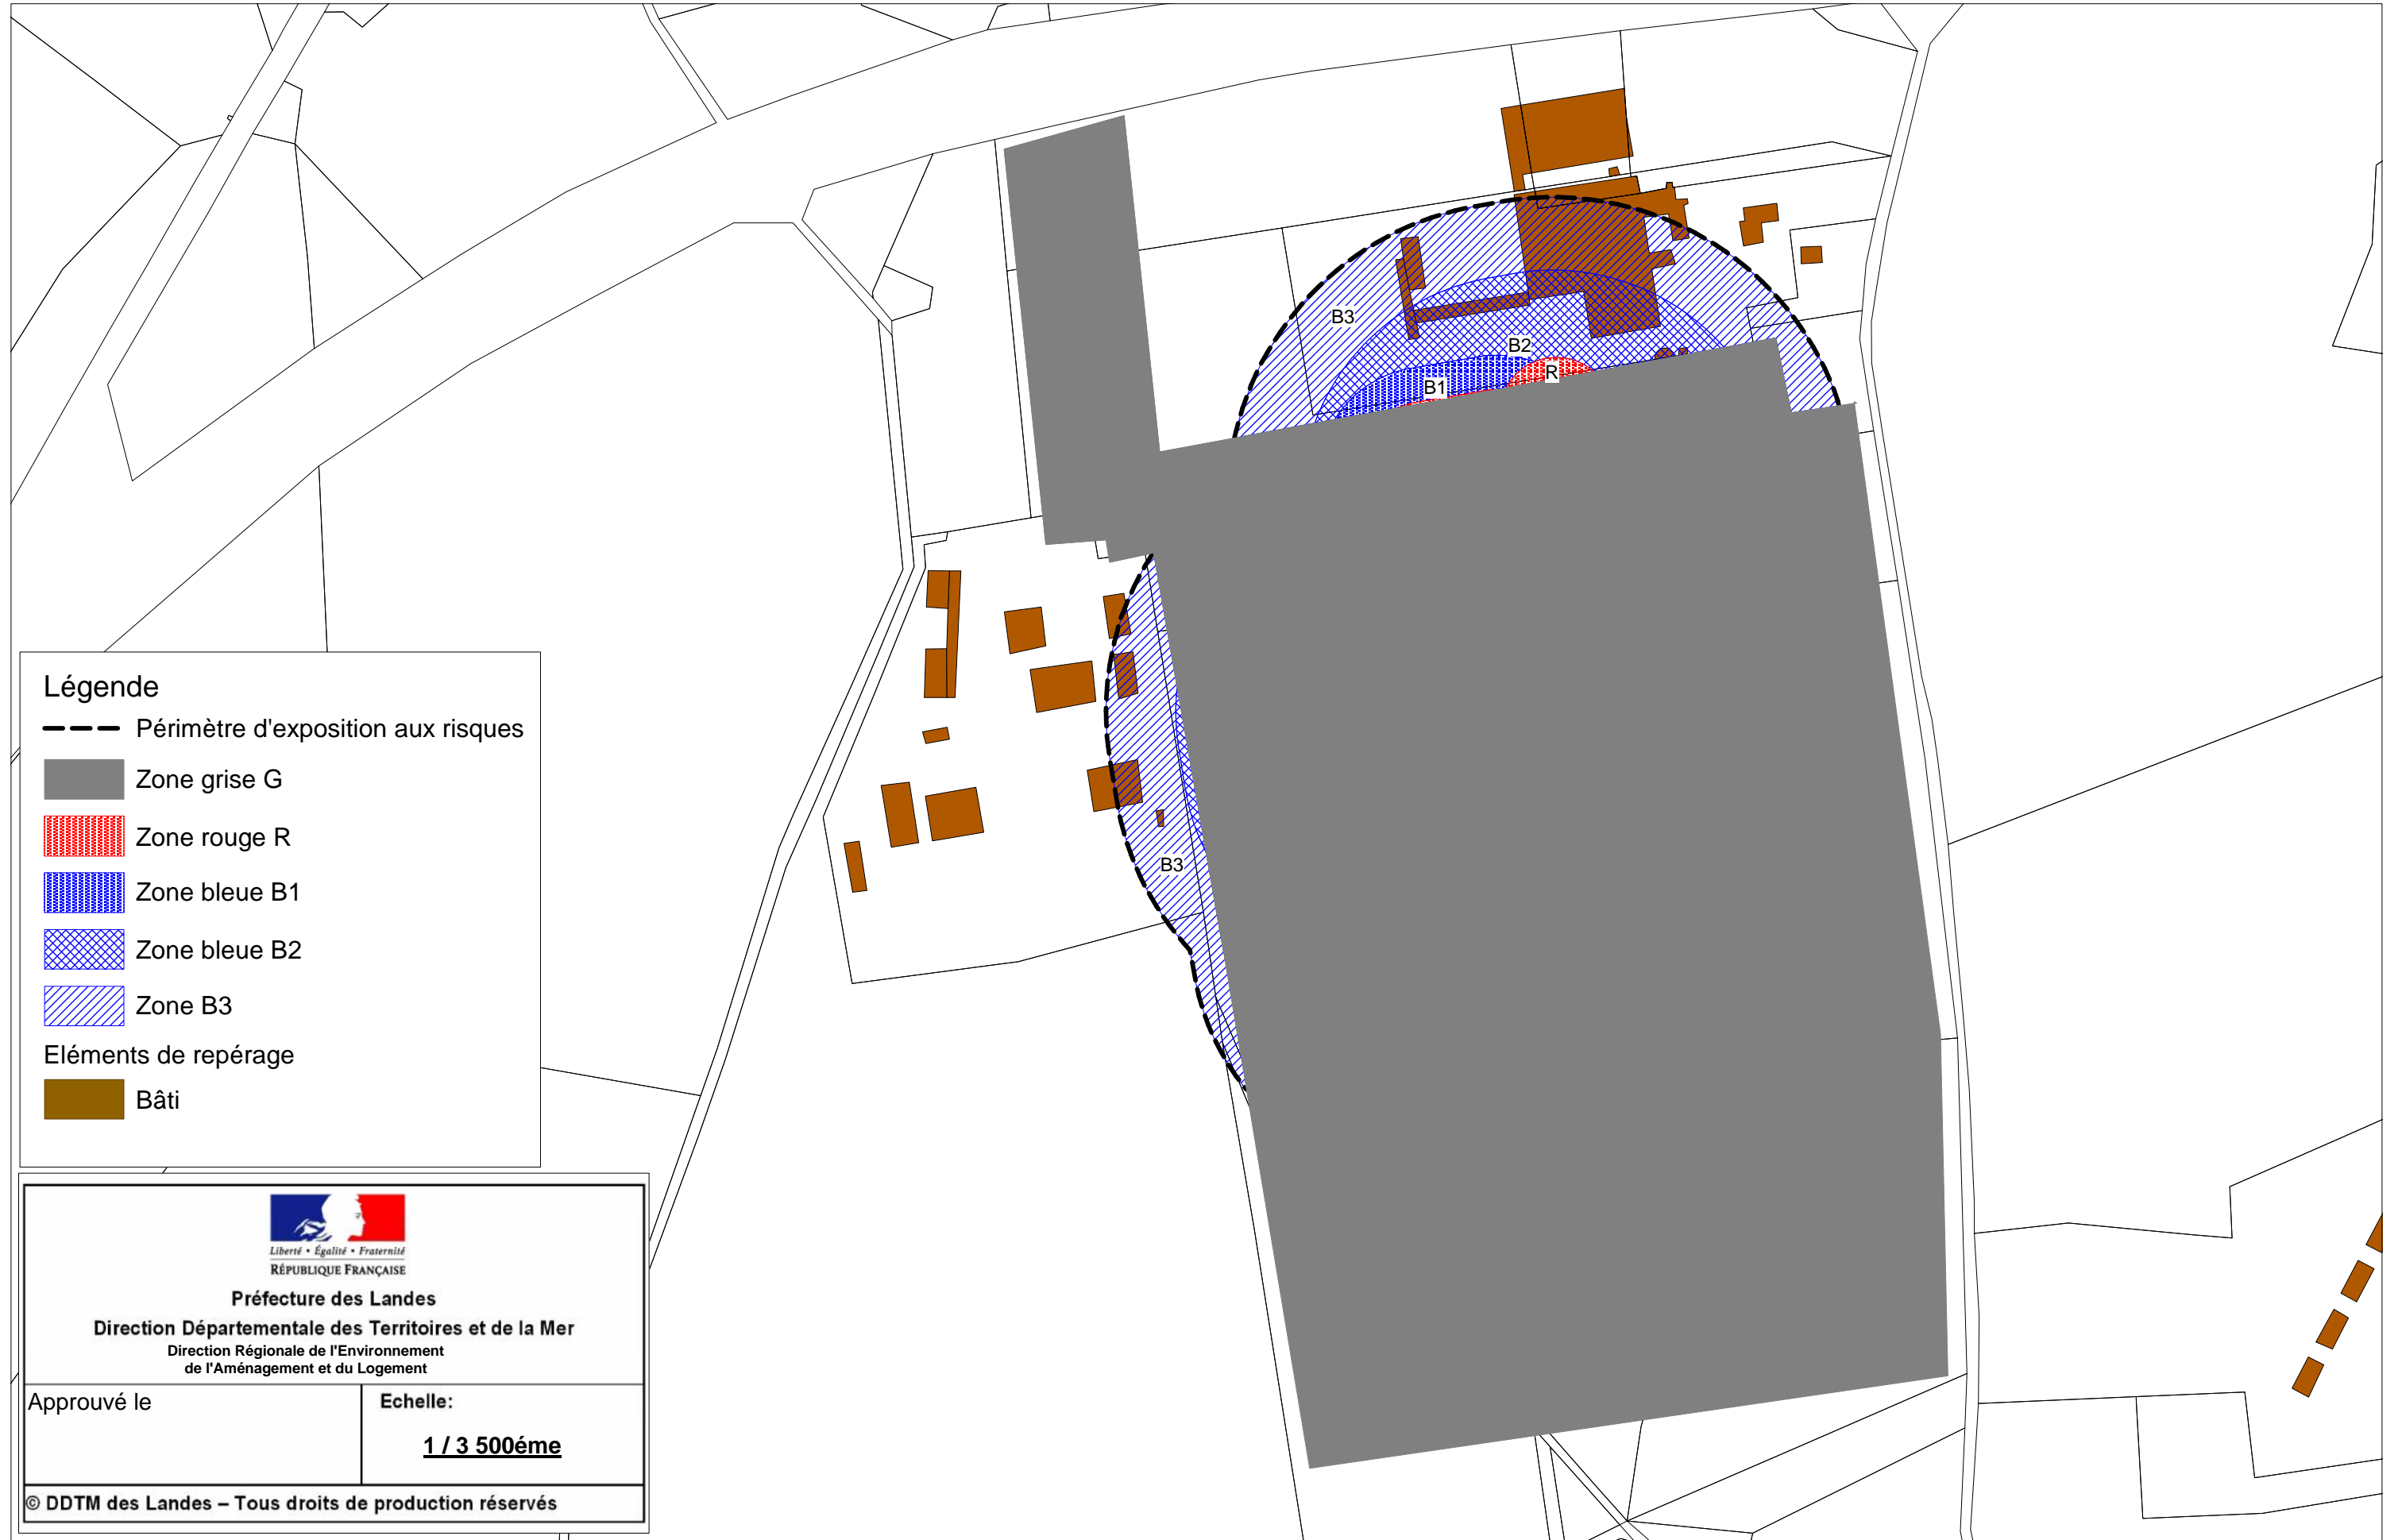 B3
B2
R
B1
B3
Légende
Périmètre d'exposition aux risques
Zone grise G
Zone rouge R
Zone bleue B1
Zone bleue B2
Zone B3
Eléments de repérage
Bâti
Liberté • Égalité • Fraternité
RÉPUBLIQUE FRANÇAISE
Préfecture des Landes
Direction Départementale des Territoires et de la Mer
Direction Régionale de l'Environnement
de l'Aménagement et du Logement
Approuvé le
Echelle:
1 / 3 500éme
© DDTM des Landes – Tous droits de production réservés